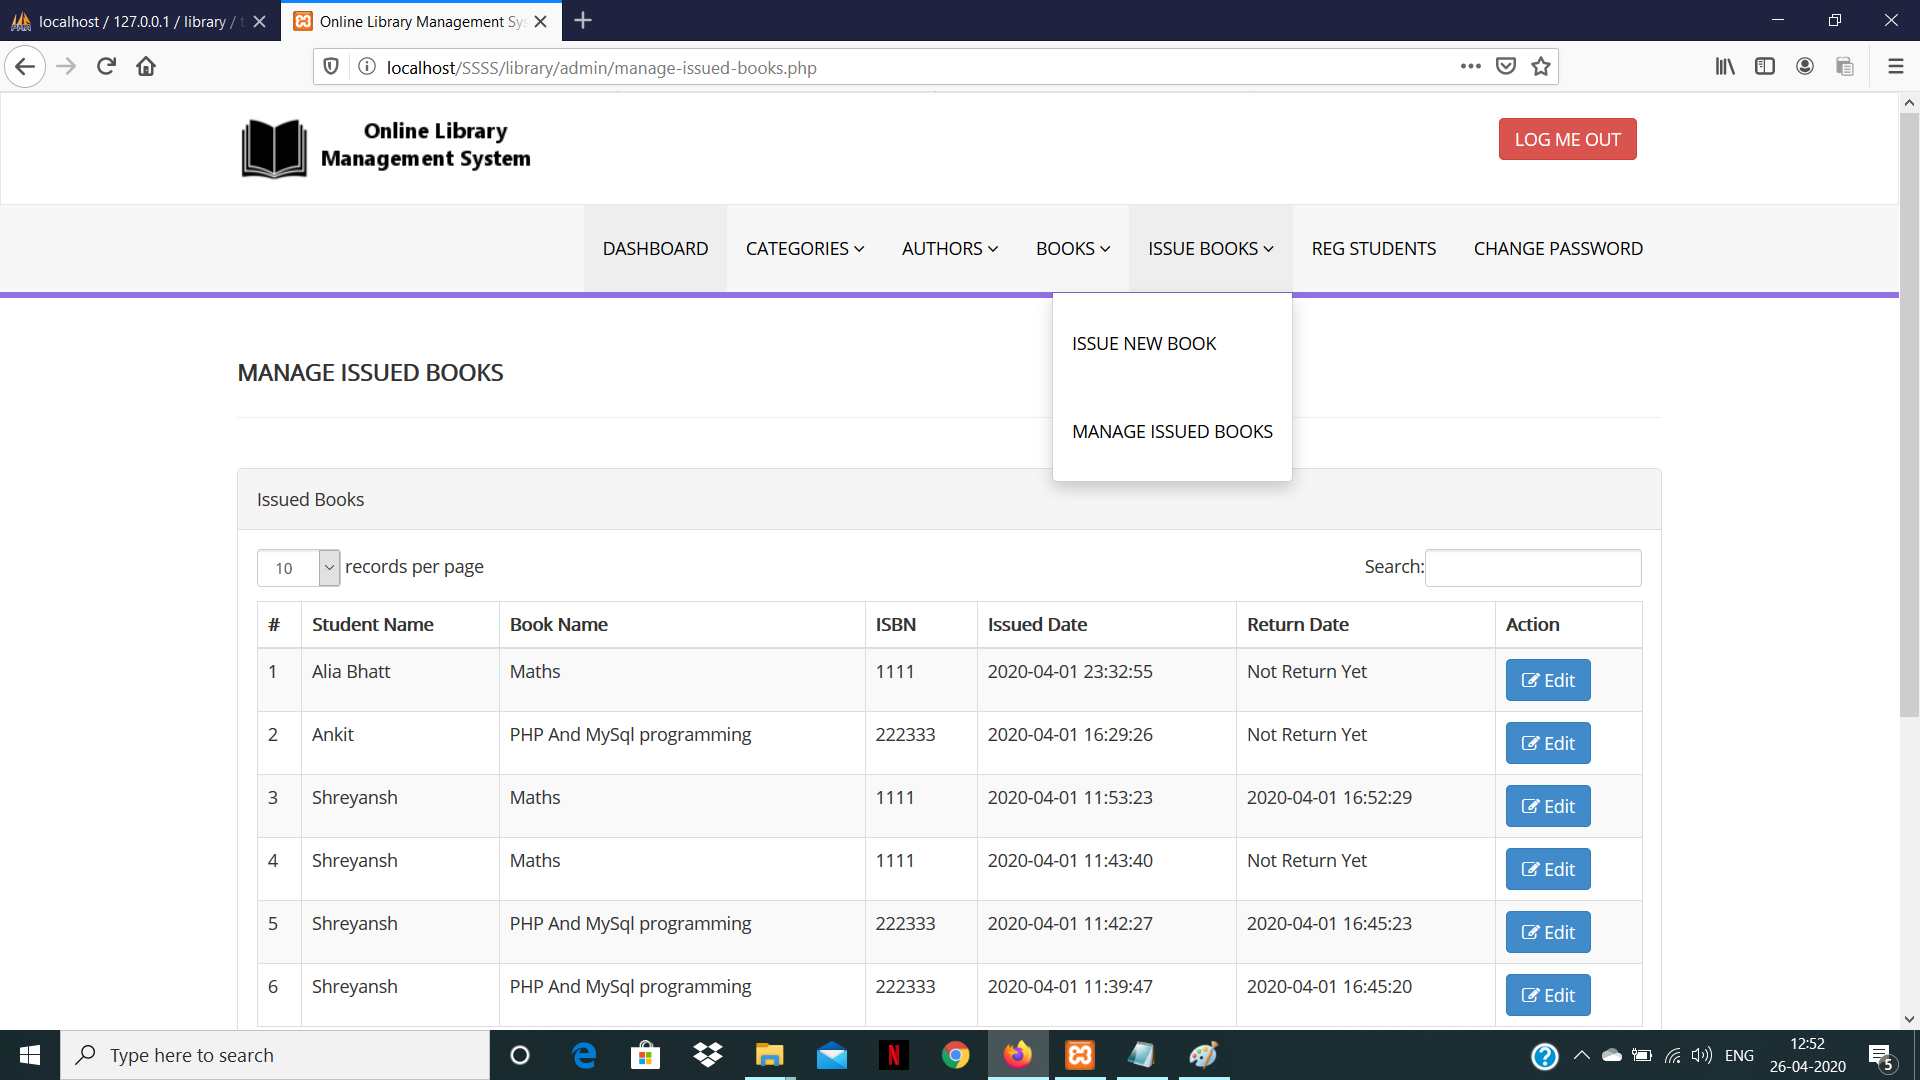 localhost / 127.0.0.1 / library /
Online Library Management Sys
localhost/SSSS/library/admin/manage-issued-books.php
Online Library
Management System
LOG ME OUT
DASHBOARD CATEGORIES AUTHORS BOOKS ISSUE BOOKS REG STUDENTS CHANGE PASSWORD
ISSUE NEW BOOK
MANAGE ISSUED BOOKS
MANAGE ISSUED BOOKS
Issued Books
10 records per page Search:
# Student Name Book Name ISBN Issued Date Return Date Action
1 Alia Bhatt Maths 1111 2020-04-01 23:32:55 Not Return Yet Edit
2 Ankit PHP And MySql programming 222333 2020-04-01 16:29:26 Not Return Yet Edit
3 Shreyansh Maths 1111 2020-04-01 11:53:23 2020-04-01 16:52:29 Edit
4 Shreyansh Maths 1111 2020-04-01 11:43:40 Not Return Yet Edit
5 Shreyansh PHP And MySql programming 222333 2020-04-01 11:42:27 2020-04-01 16:45:23 Edit
6 Shreyansh PHP And MySql programming 222333 2020-04-01 11:39:47 2020-04-01 16:45:20 Edit
Type here to search
ENG
12:52
26-04-2020
5